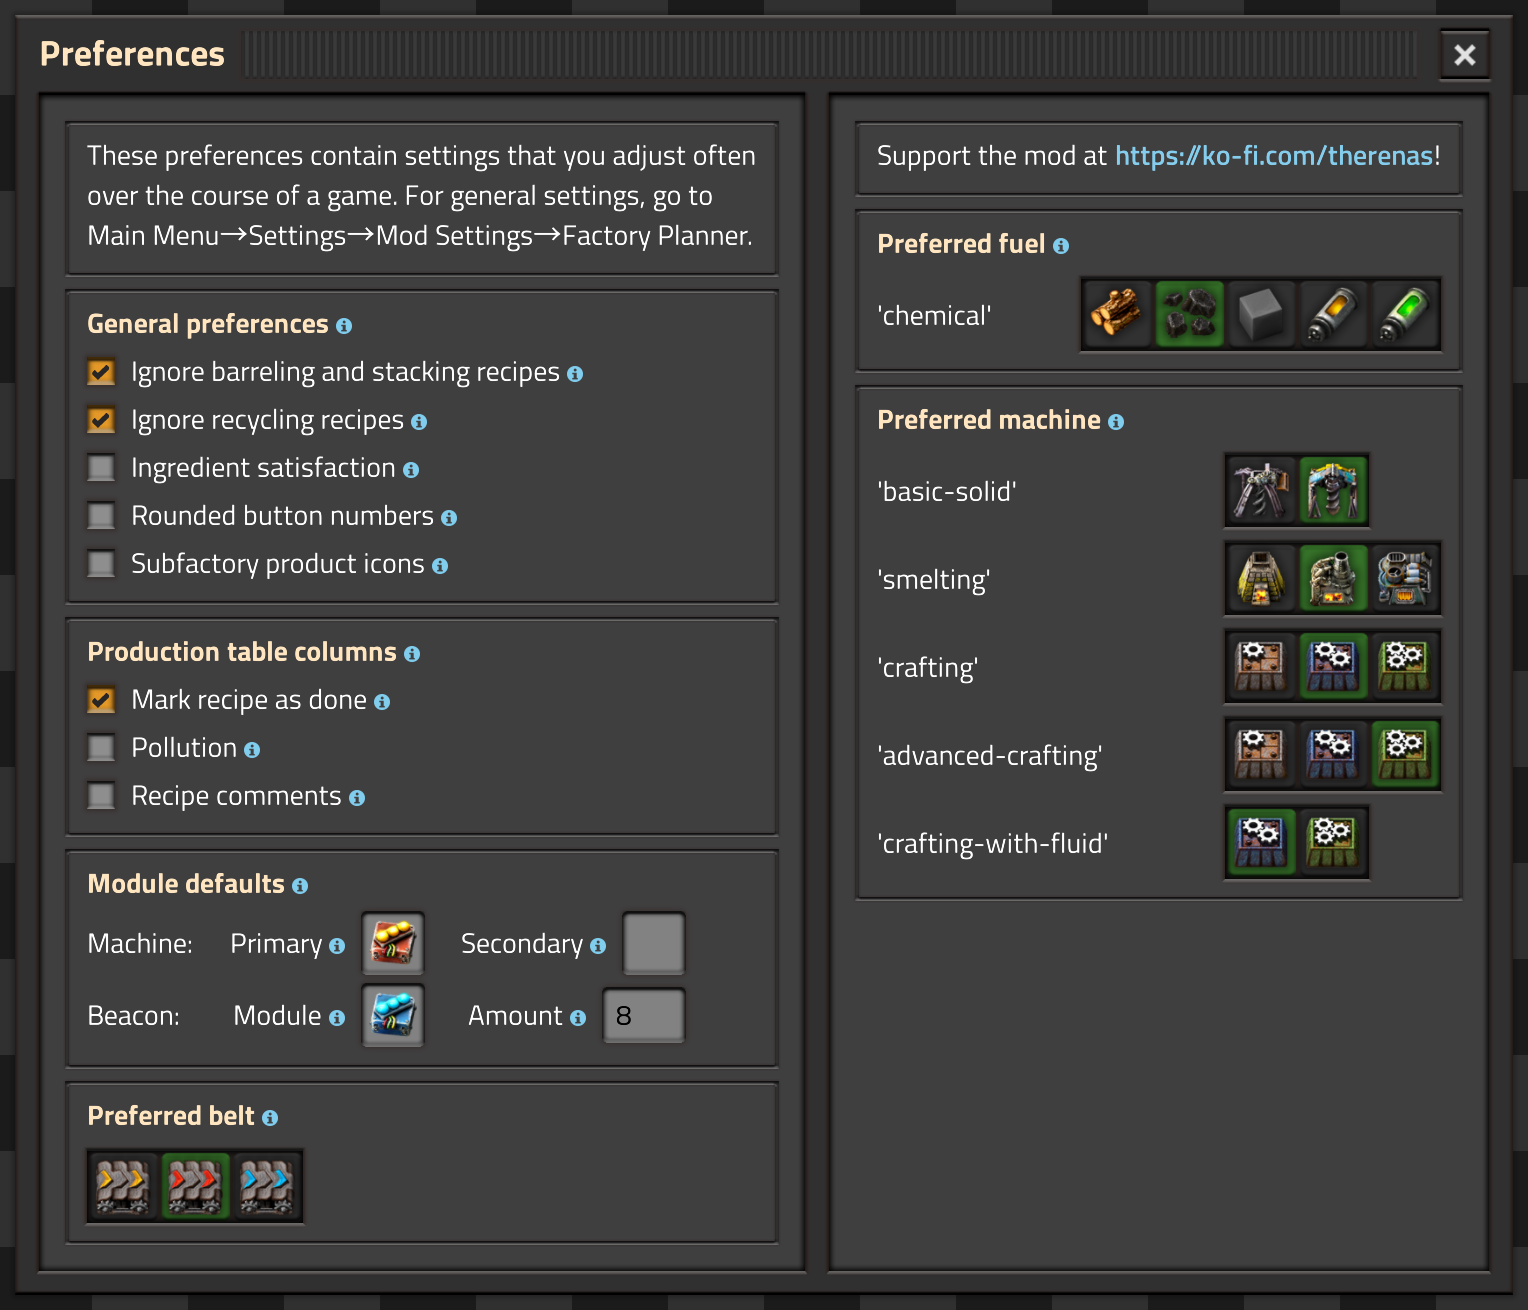 Preferences
These preferences contain settings that you adjust often
over the course of a game. For general settings, go to
Main Menu→Settings→Mod Settings→Factory Planner.
General preferences
Ignore barreling and stacking recipes
Ignore recycling recipes
Ingredient satisfaction
Rounded button numbers
Subfactory product icons
Production table columns
Mark recipe as done
Pollution
Recipe comments
Module defaults
Machine: Primary Secondary
Beacon: Module Amount 8
Preferred belt
Support the mod at https://ko-fi.com/therenas!
Preferred fuel
'chemical'
Preferred machine
'basic-solid'
'smelting'
'crafting'
'advanced-crafting'
'crafting-with-fluid'